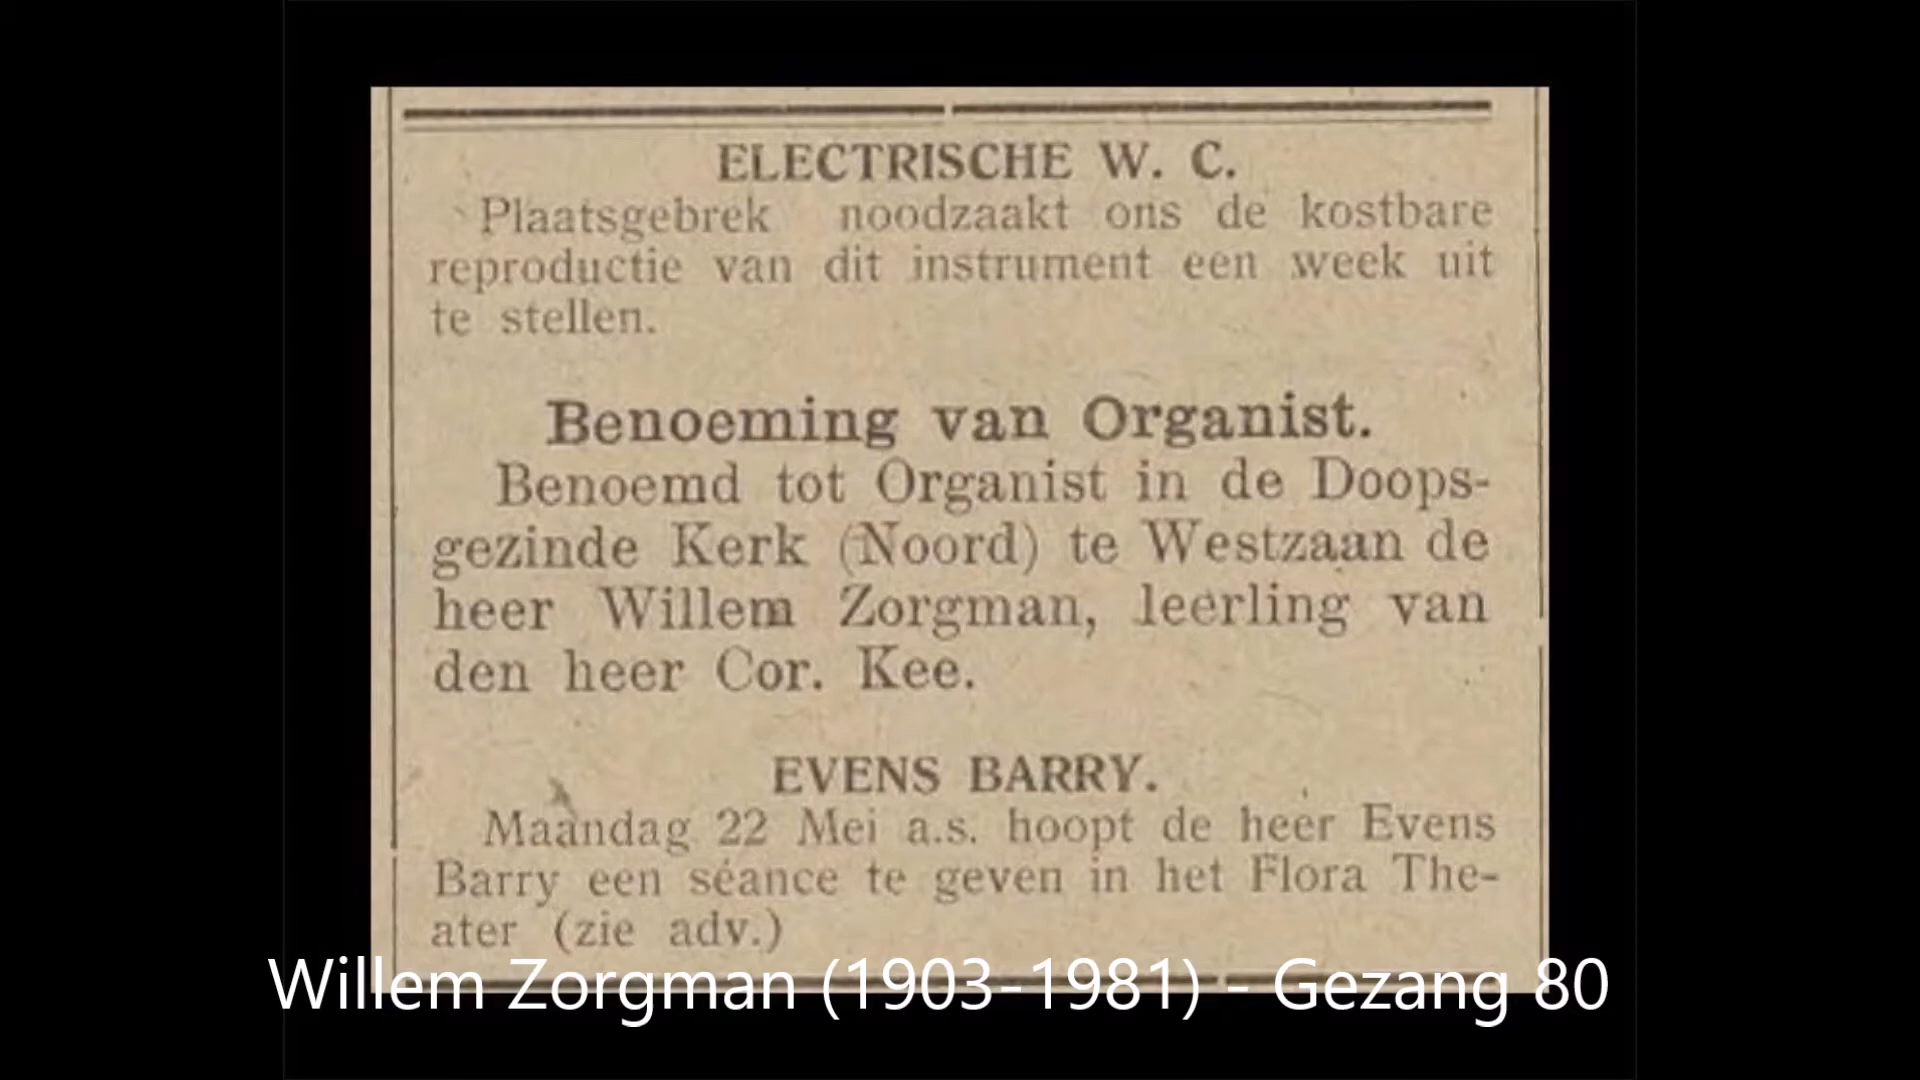 ELECTRISCHE W. C.
Plaatsgebrek noodzaakt ons de kostbare
reproductie van dit instrument een week uit
te stellen.
Benoeming van Organist.
Benoemd tot Organist in de Doops-
gezinde Kerk (Noord) te Westzaan de
heer Willem Zorgman, leerling van
den heer Cor. Kee.
EVENS BARRY.
Maandag 22 Mei a.s. hoopt de heer Evens
Barry een séance te geven in het Flora The-
ater (zie adv.)
Willem Zorgman (1903-1981) - Gezang 80